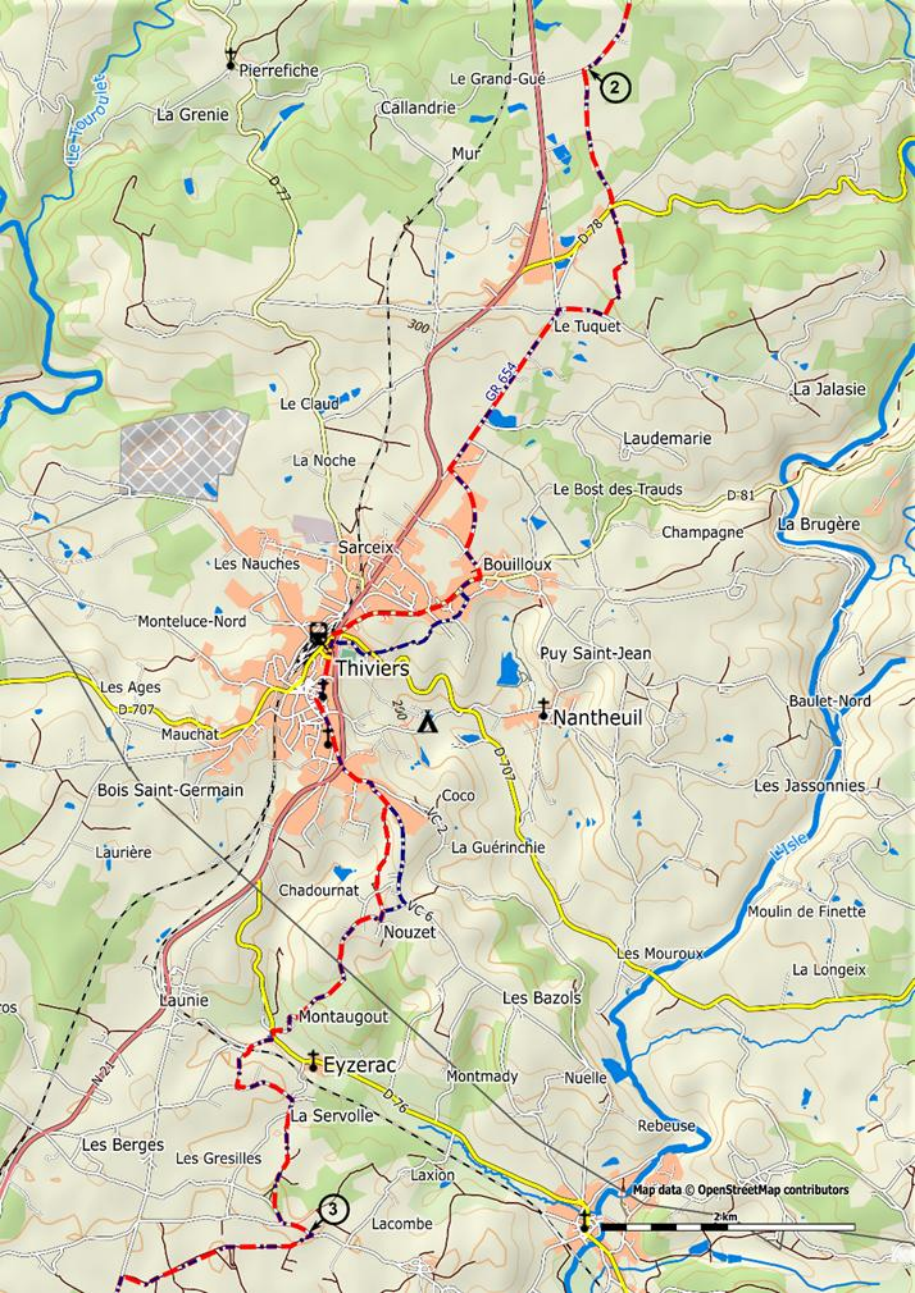 Pierrefiche
Le Grand-Gué
2
Callandrie
La Grenie
Le Touroulet
Mur
D 77
D 78
300
Le Tuquet
GR 654
La Jalasie
Le Claud
Laudemarie
La Noche
Le Bost des Trauds
D 81
La Brugère
Champagne
Sarceix
Les Nauches
Bouilloux
Monteluce-Nord
Puy Saint-Jean
Thiviers
Les Ages
D 707
200
Baulet-Nord
Nantheuil
Mauchat
D 707
Les Jassonnies
Bois Saint-Germain
Coco
VC 2
La Guérinchie
L'Isle
Laurière
Chadournat
VC 6
Moulin de Finette
Nouzet
Les Mouroux
La Longeix
Launie
Les Bazols
ros
Montaugout
Eyzerac
N 21
Montmady
Nuelle
D 76
La Servolle
Rebeuse
Les Berges
Les Gresilles
Laxion
Map data © OpenStreetMap contributors
3
Lacombe
2 km